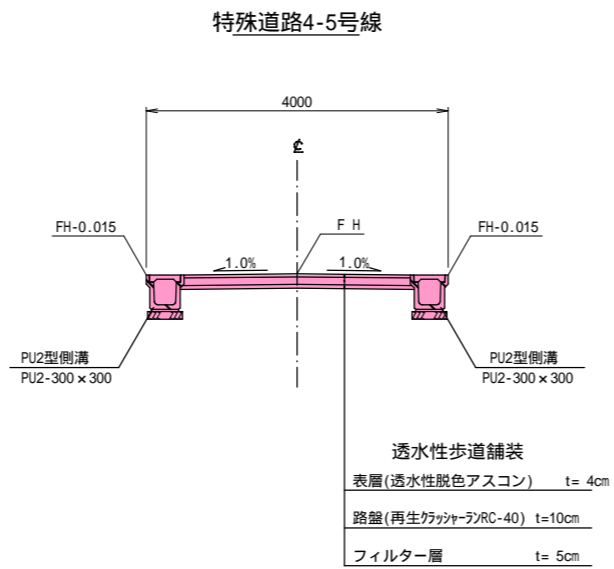 特殊道路4-5号線
4000
℄
FH-0.015
F H
FH-0.015
1.0%
1.0%
PU2型側溝
PU2-300×300
PU2型側溝
PU2-300×300
透水性歩道舗装
表層(透水性脱色アスコン) t= 4cm
路盤(再生クラッシャーランRC-40) t=10cm
フィルター層 t= 5cm